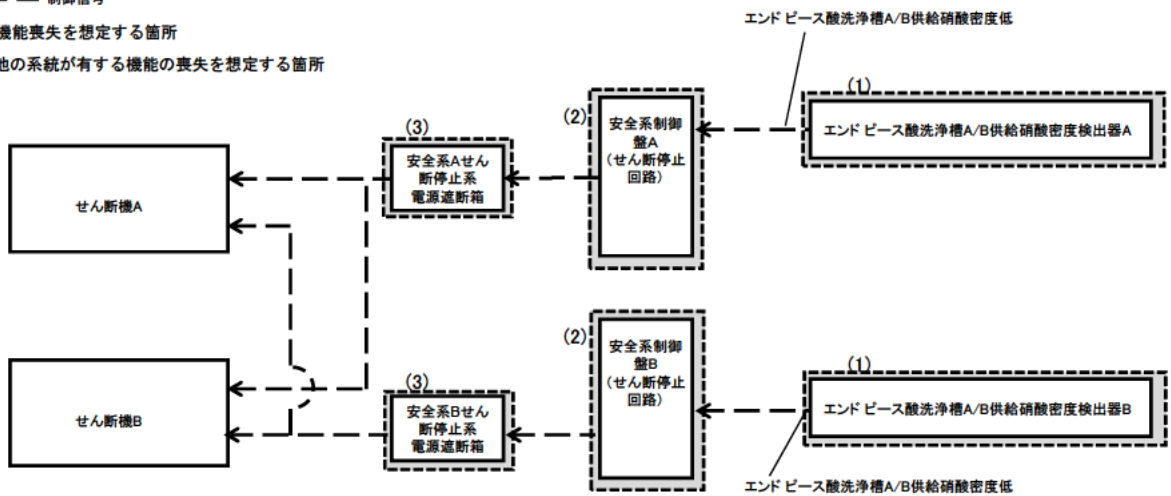 制御信号
機能喪失を想定する箇所
他の系統が有する機能の喪失を想定する箇所
エンドピース酸洗浄槽A/B供給硝酸密度低
(1)
エンドピース酸洗浄槽A/B供給硝酸密度検出器A
(2)
安全系制御
盤A
(せん断停止
回路)
(3)
安全系Aせん
断停止系
電源遮断箱
せん断機A
(1)
エンドピース酸洗浄槽A/B供給硝酸密度検出器B
(2)
安全系制御
盤B
(せん断停止
回路)
(3)
安全系Bせん
断停止系
電源遮断箱
せん断機B
エンドピース酸洗浄槽A/B供給硝酸密度低